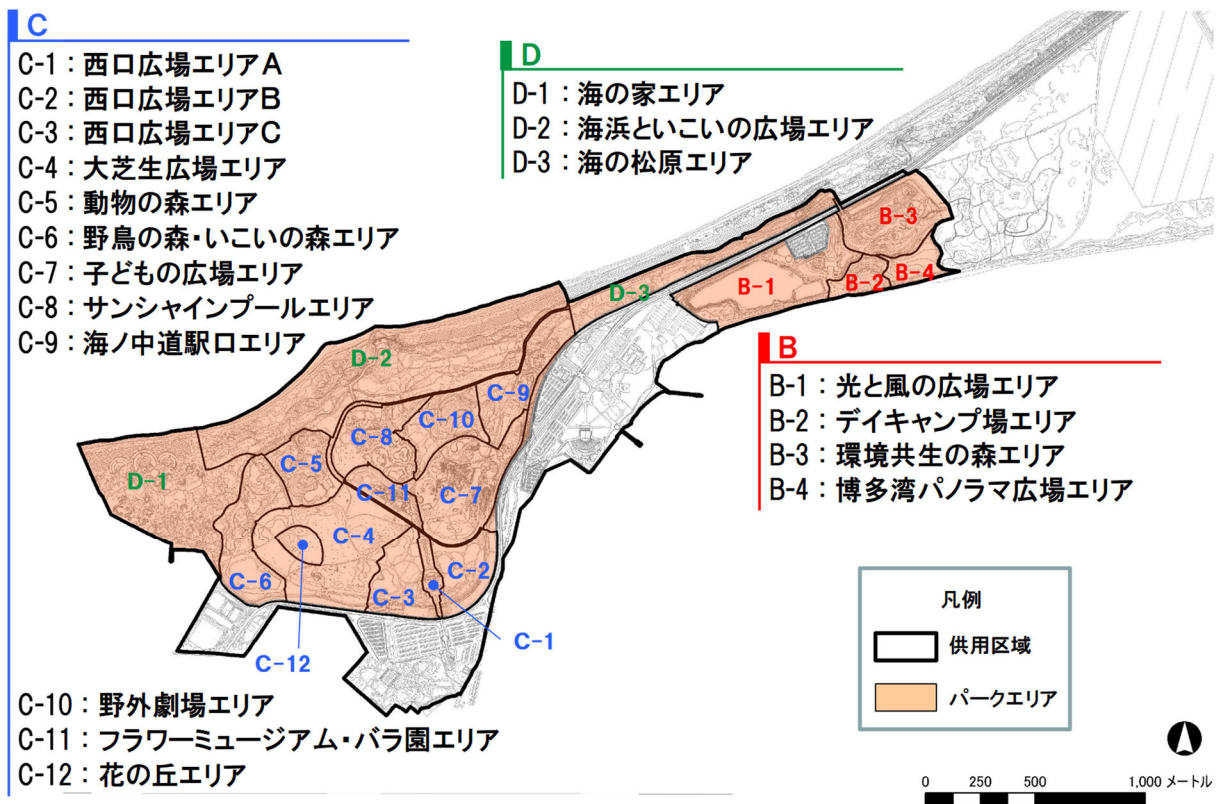 C
C-1：西口広場エリアA
C-2：西口広場エリアB
C-3：西口広場エリアC
C-4：大芝生広場エリア
C-5：動物の森エリア
C-6：野鳥の森・いこいの森エリア
C-7：子どもの広場エリア
C-8：サンシャインプールエリア
C-9：海ノ中道駅口エリア
D
D-1：海の家エリア
D-2：海浜といこいの広場エリア
D-3：海の松原エリア
B-3
B-4
B-2
B-1
D-3
B
B-1：光と風の広場エリア
B-2：デイキャンプ場エリア
B-3：環境共生の森エリア
B-4：博多湾パノラマ広場エリア
D-2
C-9
C-10
C-8
C-5
D-1
C-11
C-7
C-4
C-2
C-6
C-3
C-1
C-12
C-10：野外劇場エリア
C-11：フラワーミュージアム・バラ園エリア
C-12：花の丘エリア
凡例
供用区域
パークエリア
0 250 500 1,000 メートル